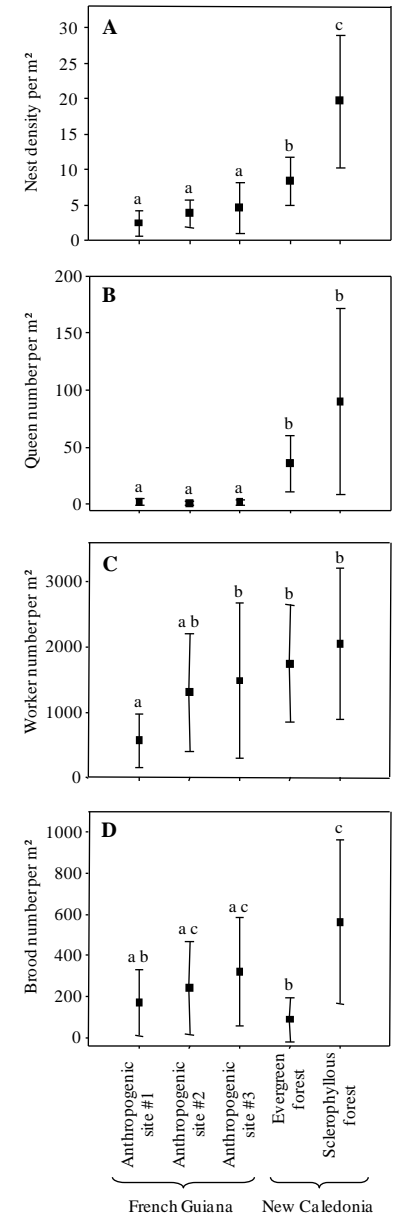 A
Nest density per m²
30
25
20
15
10
5
0
a
a
a
b
c
B
Queen number per m²
200
150
100
50
0
a
a
a
b
b
C
Worker number per m²
3000
2000
1000
0
a
a b
b
b
b
D
Brood number per m²
1000
800
600
400
200
0
a b
a c
a c
b
c
Anthropogenic
site #1
Anthropogenic
site #2
Anthropogenic
site #3
Evergreen
forest
Sclerophyllous
forest
French Guiana
New Caledonia